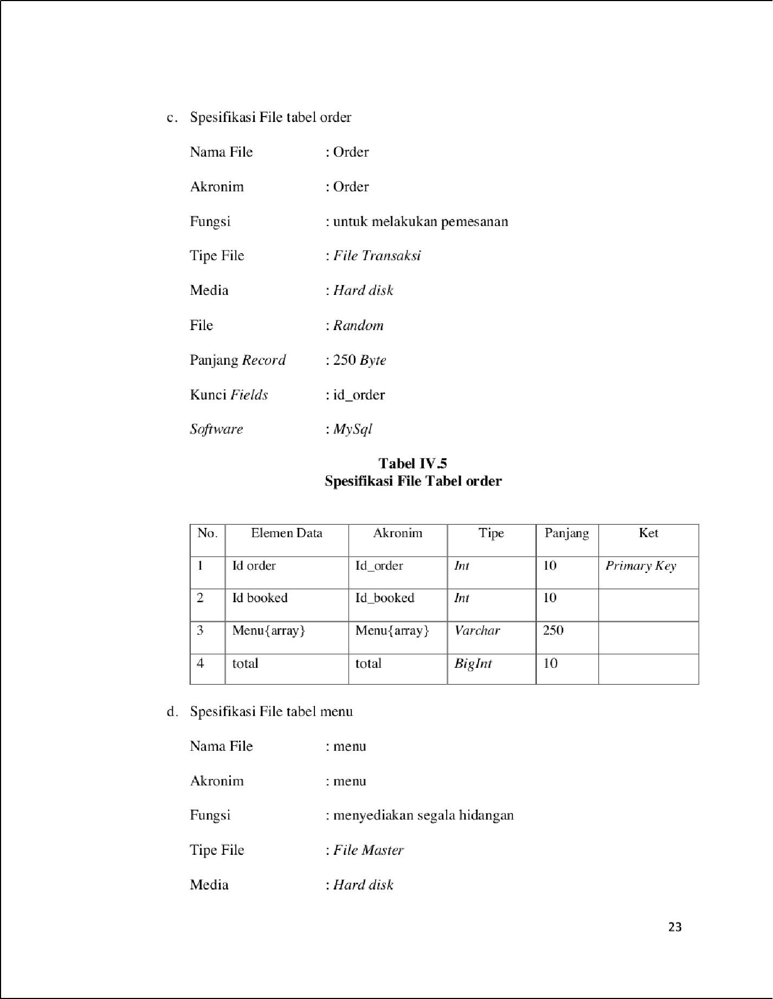 c. Spesifikasi File tabel order
Nama File : Order
Akronim : Order
Fungsi : untuk melakukan pemesanan
Tipe File : File Transaksi
Media : Hard disk
File : Random
Panjang Record : 250 Byte
Kunci Fields : id_order
Software : MySql
Tabel IV.5
Spesifikasi File Tabel order
No. Elemen Data Akronim Tipe Panjang Ket
1 Id order Id_order Int 10 Primary Key
2 Id booked Id_booked Int 10
3 Menu{array} Menu{array} Varchar 250
4 total total BigInt 10
d. Spesifikasi File tabel menu
Nama File : menu
Akronim : menu
Fungsi : menyediakan segala hidangan
Tipe File : File Master
Media : Hard disk
23